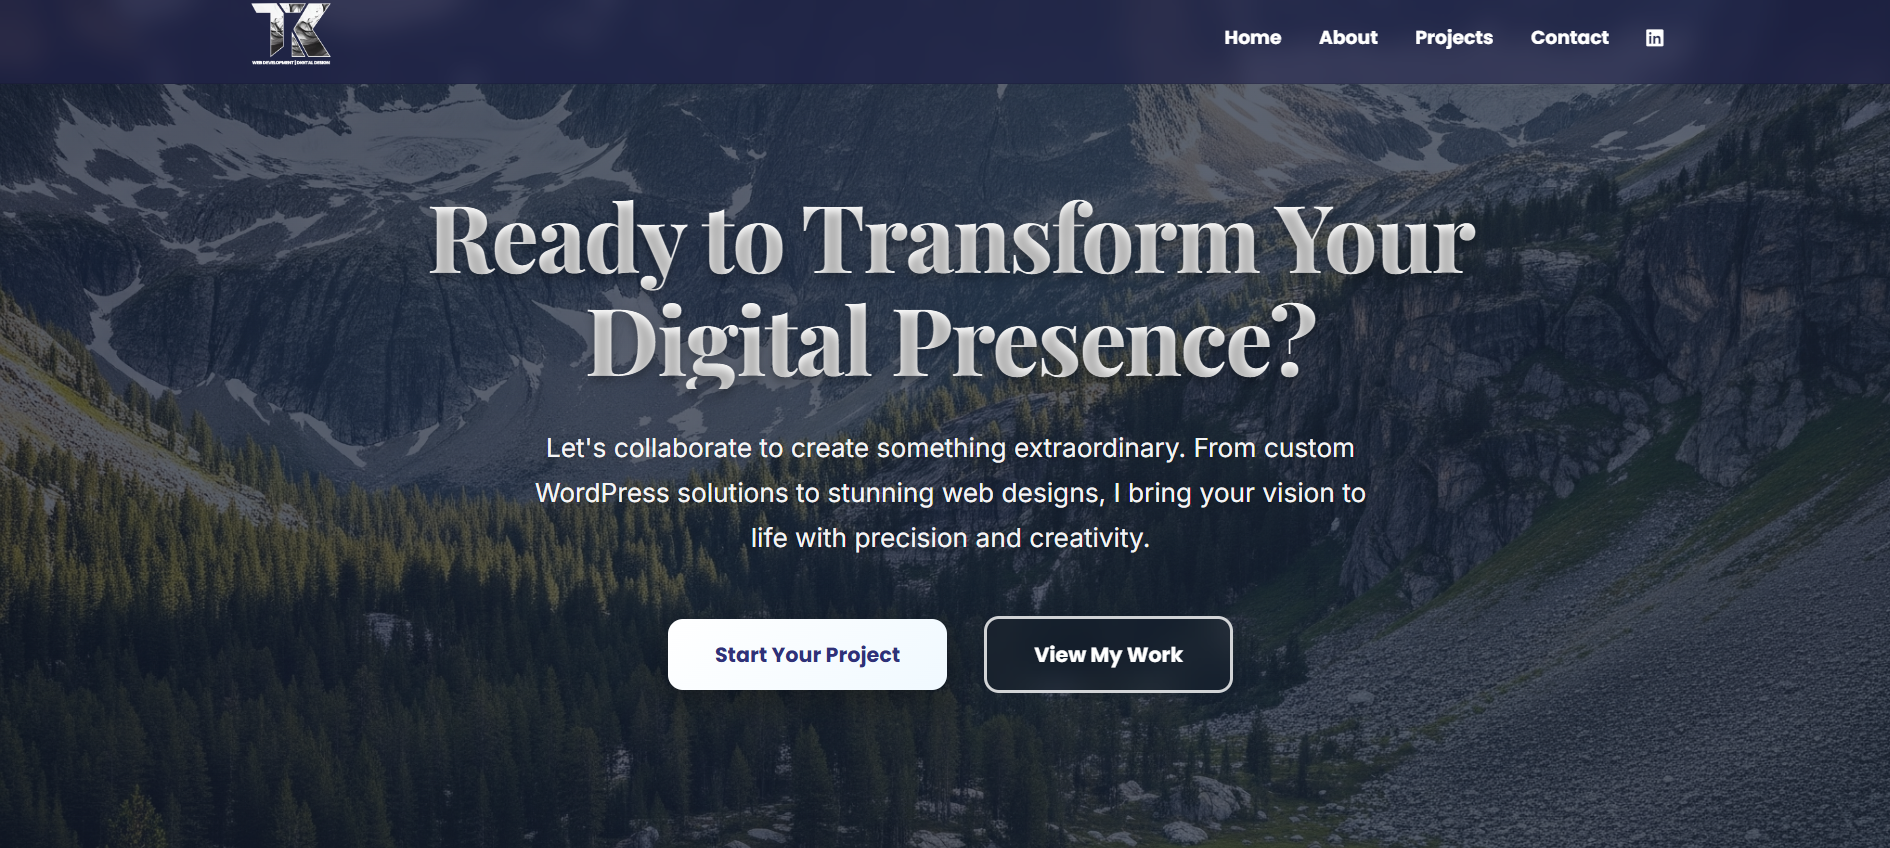 TK
WEB DEVELOPMENT | DIGITAL DESIGN
Home About Projects Contact in
Ready to Transform Your
Digital Presence?
Let's collaborate to create something extraordinary. From custom
WordPress solutions to stunning web designs, I bring your vision to
life with precision and creativity.
Start Your Project View My Work